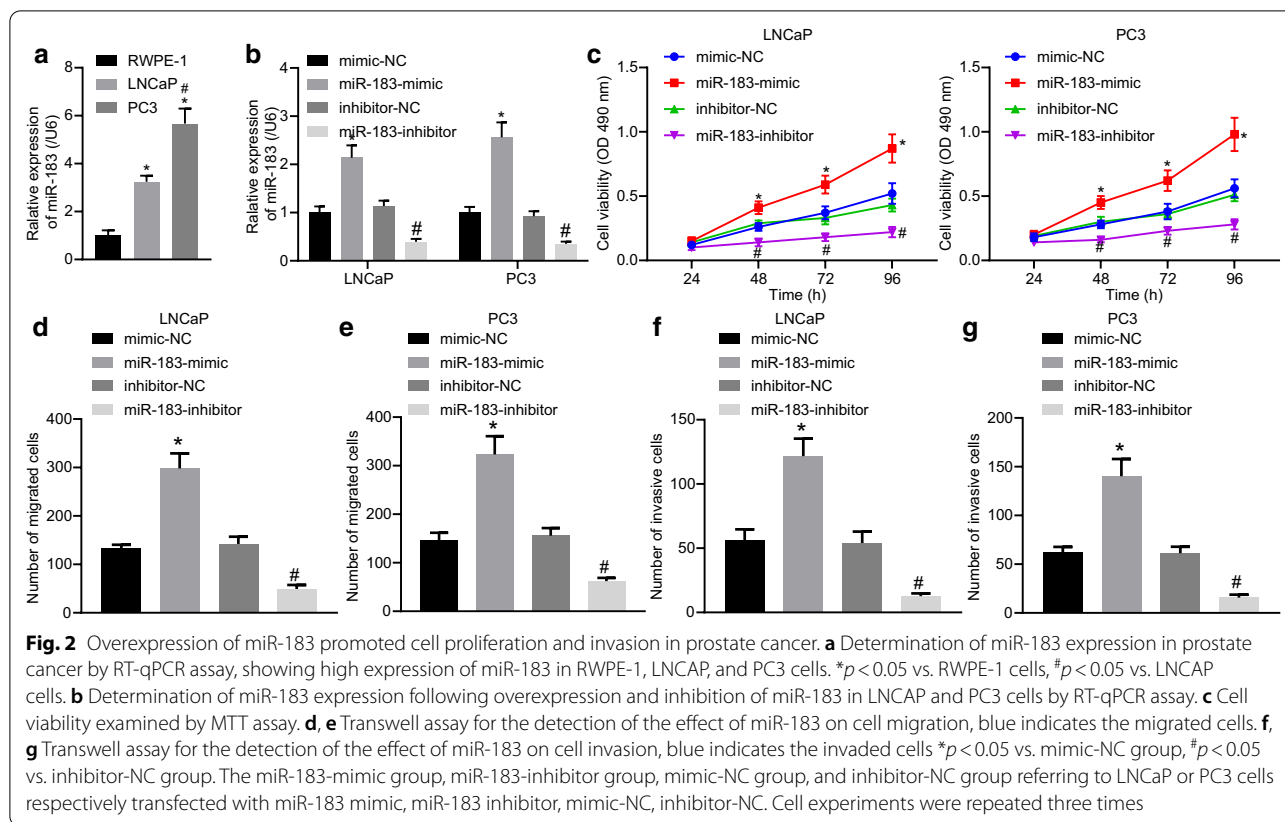 a
RWPE-1
LNCaP
PC3
Ralative expression
of miR-183 (/U6)
8
6
4
2
0
*
#
*
b
mimic-NC
miR-183-mimic
inhibitor-NC
miR-183-inhibitor
Ralative expression
of miR-183 (/U6)
4
3
2
1
0
*
#
*
#
LNCaP
PC3
c
LNCaP
mimic-NC
miR-183-mimic
inhibitor-NC
miR-183-inhibitor
Cell viability (OD 490 nm)
1.5
1.0
0.5
0.0
*
*
*
#
#
#
24
48
72
96
Time (h)
PC3
mimic-NC
miR-183-mimic
inhibitor-NC
miR-183-inhibitor
Cell viability (OD 490 nm)
1.5
1.0
0.5
0.0
*
*
*
#
#
#
24
48
72
96
Time (h)
d
LNCaP
mimic-NC
miR-183-mimic
inhibitor-NC
miR-183-inhibitor
Number of migrated cells
400
300
200
100
0
*
#
e
PC3
mimic-NC
miR-183-mimic
inhibitor-NC
miR-183-inhibitor
Number of migrated cells
400
300
200
100
0
*
#
f
LNCaP
mimic-NC
miR-183-mimic
inhibitor-NC
miR-183-inhibitor
Number of invasive cells
150
100
50
0
*
#
g
PC3
mimic-NC
miR-183-mimic
inhibitor-NC
miR-183-inhibitor
Number of invasive cells
200
150
100
50
0
*
#
Fig. 2 Overexpression of miR-183 promoted cell proliferation and invasion in prostate cancer. a Determination of miR-183 expression in prostate
cancer by RT-qPCR assay, showing high expression of miR-183 in RWPE-1, LNCAP, and PC3 cells. *p < 0.05 vs. RWPE-1 cells, #p < 0.05 vs. LNCAP
cells. b Determination of miR-183 expression following overexpression and inhibition of miR-183 in LNCAP and PC3 cells by RT-qPCR assay. c Cell
viability examined by MTT assay. d, e Transwell assay for the detection of the effect of miR-183 on cell migration, blue indicates the migrated cells. f,
g Transwell assay for the detection of the effect of miR-183 on cell invasion, blue indicates the invaded cells *p < 0.05 vs. mimic-NC group, #p < 0.05
vs. inhibitor-NC group. The miR-183-mimic group, miR-183-inhibitor group, mimic-NC group, and inhibitor-NC group referring to LNCaP or PC3 cells
respectively transfected with miR-183 mimic, miR-183 inhibitor, mimic-NC, inhibitor-NC. Cell experiments were repeated three times